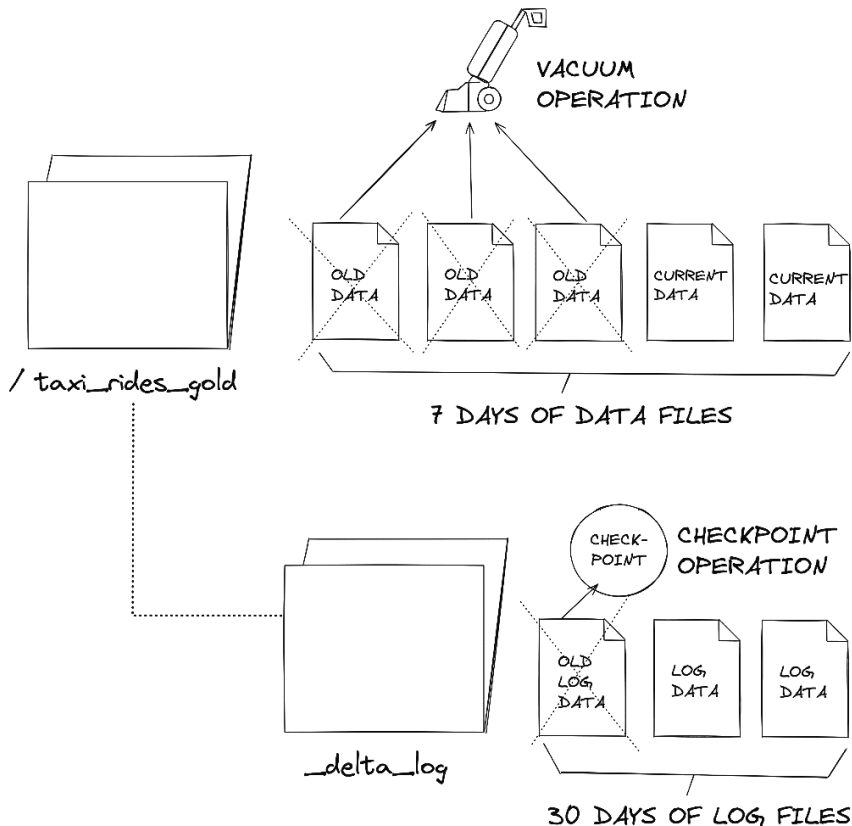 VACUUM
OPERATION
OLD
DATA
OLD
DATA
OLD
DATA
CURRENT
DATA
CURRENT
DATA
/ taxi_rides_gold
7 DAYS OF DATA FILES
CHECK-
POINT
CHECKPOINT
OPERATION
OLD
LOG
DATA
LOG
DATA
LOG
DATA
_delta_log
30 DAYS OF LOG FILES